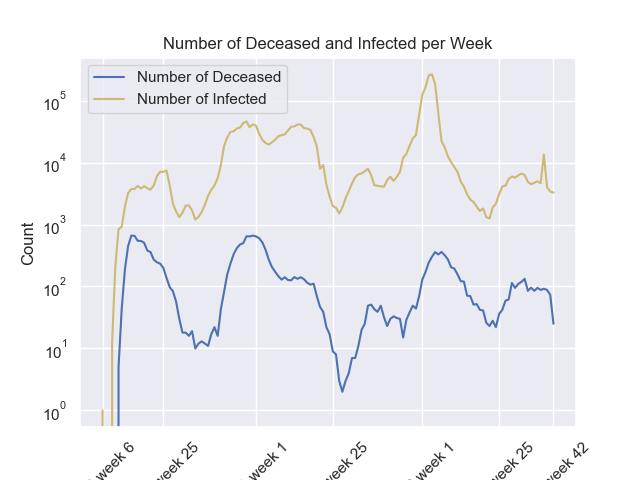 Number of Deceased and Infected per Week
Number of Deceased
Number of Infected
Count
10^5
10^4
10^3
10^2
10^1
10^0
week 6
week 25
week 1
week 25
week 1
week 25
week 42